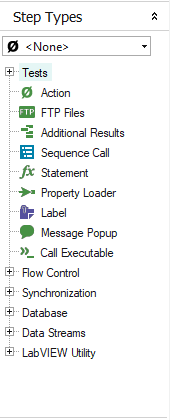 Step Types
<None>
Tests
Action
FTP FTP Files
Additional Results
Sequence Call
fx Statement
Property Loader
Label
Message Popup
Call Executable
Flow Control
Synchronization
Database
Data Streams
LabVIEW Utility